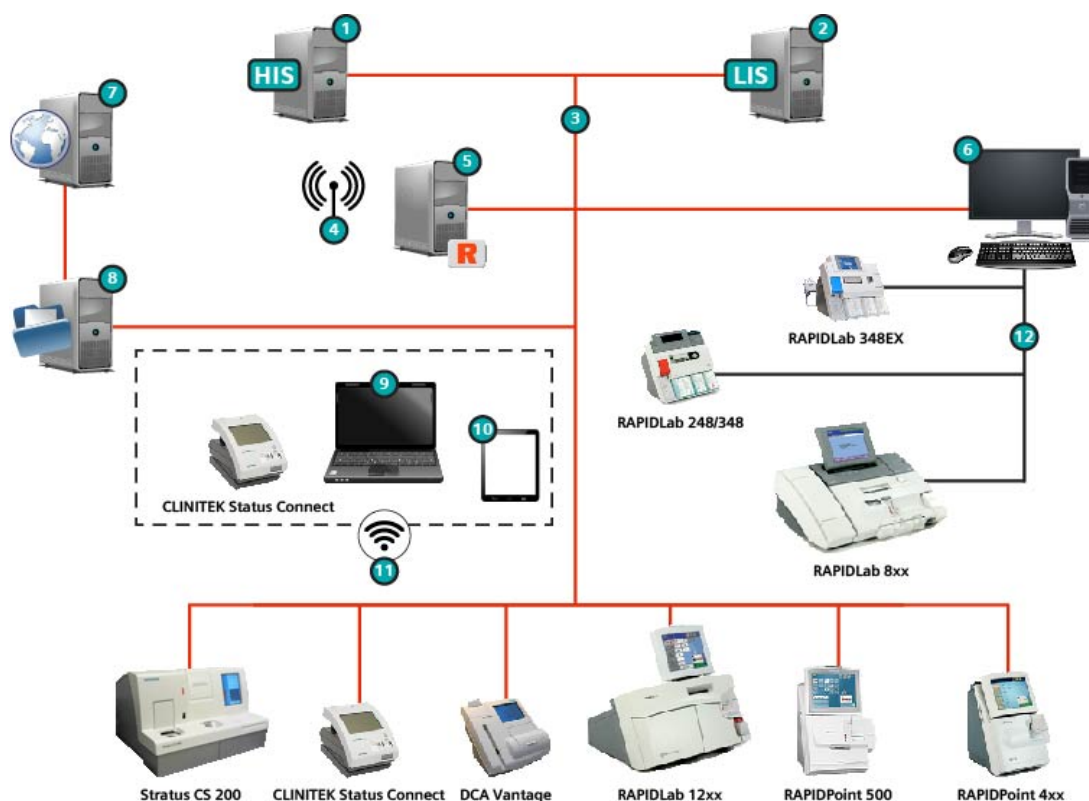 1
2
HIS
LIS
7
3
5
6
4
R
8
RAPIDLab 348EX
12
9
RAPIDLab 248/348
10
CLINITEK Status Connect
11
RAPIDLab 8xx
Stratus CS 200
CLINITEK Status Connect
DCA Vantage
RAPIDLab 12xx
RAPIDPoint 500
RAPIDPoint 4xx